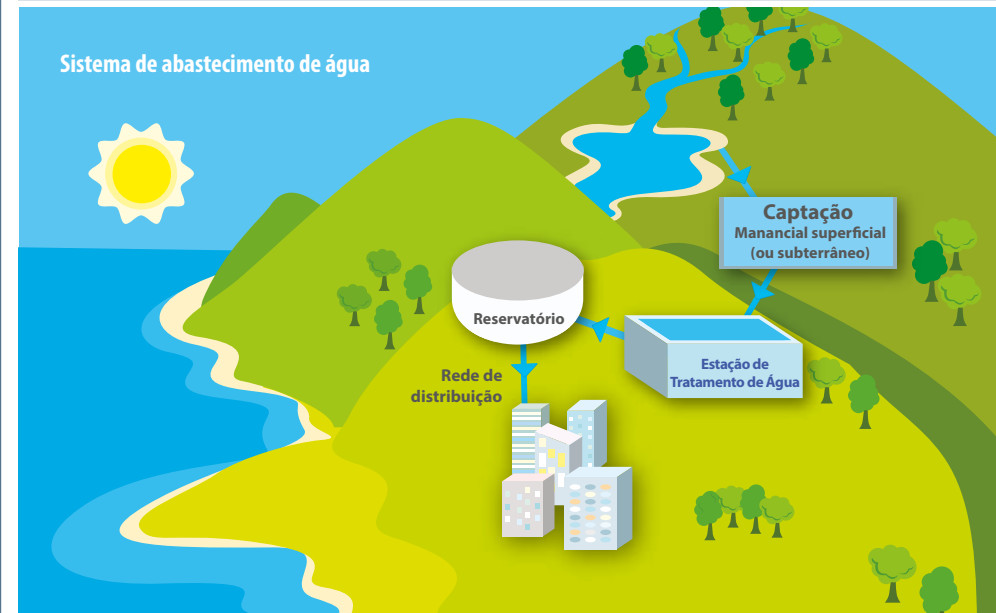 Sistema de abastecimento de água
Captação
Manancial superficial
(ou subterrâneo)
Reservatório
Estação de
Tratamento de Água
Rede de
distribuição